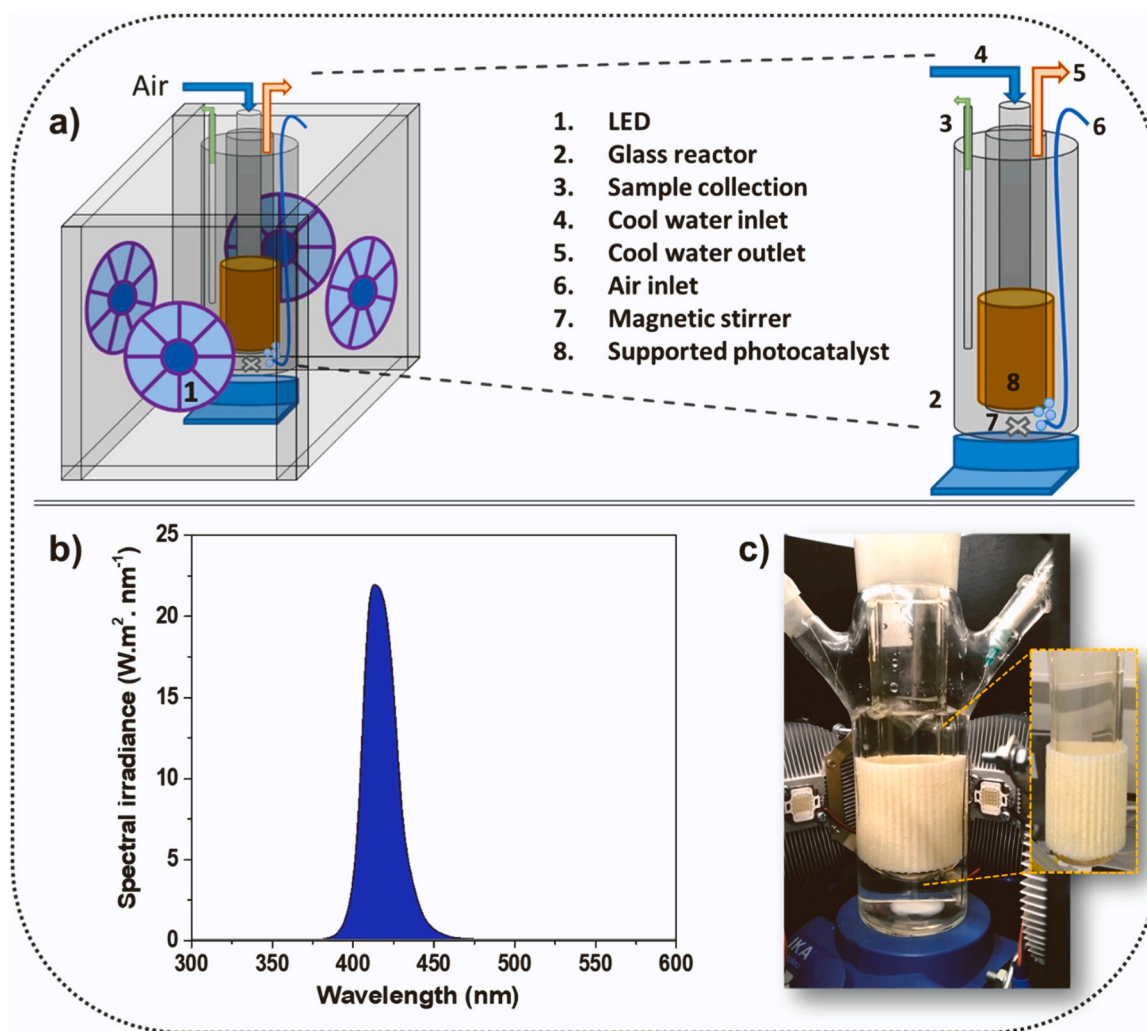 a)
Air
1
1. LED
2. Glass reactor
3. Sample collection
4. Cool water inlet
5. Cool water outlet
6. Air inlet
7. Magnetic stirrer
8. Supported photocatalyst
4
5
3
6
8
2
7
b)
Spectral irradiance (W.m². nm⁻¹)
25
20
15
10
5
0
300 350 400 450 500 550 600
Wavelength (nm)
c)
IKA